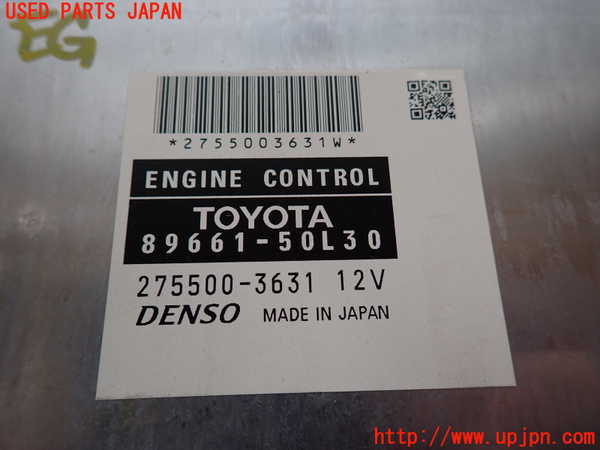 USED PARTS JAPAN
EG
*2755003631W*
ENGINE CONTROL
TOYOTA
89661-50L30
275500-3631 12V
DENSO MADE IN JAPAN
http://www.upjpn.com/